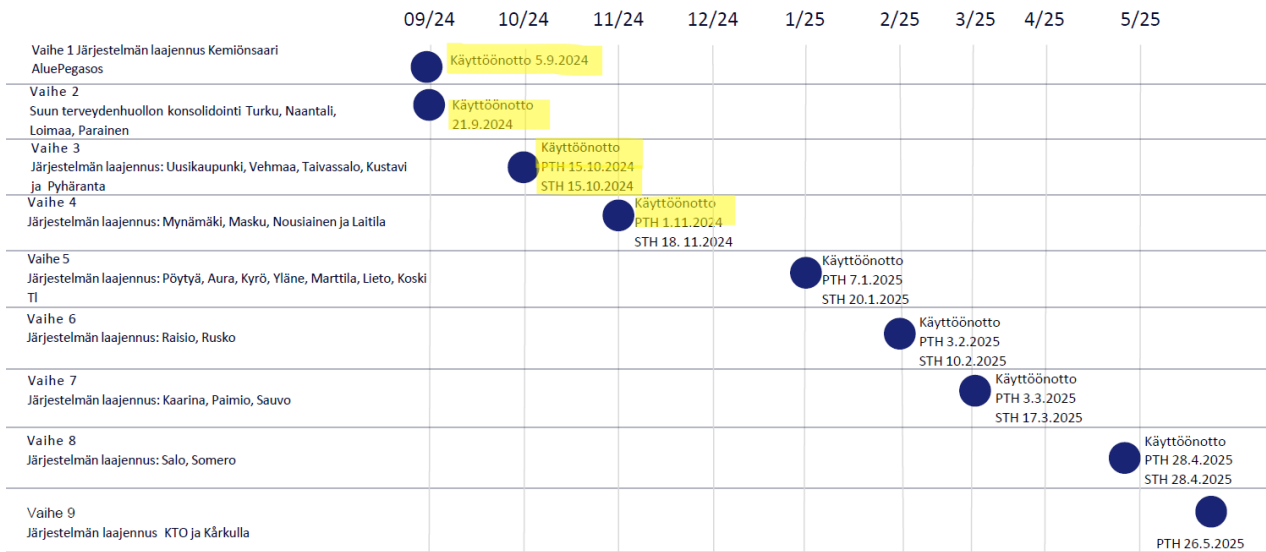 09/24 10/24 11/24 12/24 1/25 2/25 3/25 4/25 5/25
Vaihe 1 Järjestelmän laajennus Kemiönsaari
AluePegasos
Käyttöönotto 5.9.2024
Vaihe 2
Suun terveydenhuollon konsolidointi Turku, Naantali,
Loimaa, Parainen
Käyttöönotto
21.9.2024
Vaihe 3
Järjestelmän laajennus: Uusikaupunki, Vehmaa, Taivassalo, Kustavi
ja Pyhäranta
Käyttöönotto
PTH 15.10.2024
STH 15.10.2024
Vaihe 4
Järjestelmän laajennus: Mynämäki, Masku, Nousiainen ja Laitila
Käyttöönotto
PTH 1.11.2024
STH 18. 11.2024
Vaihe 5
Järjestelmän laajennus: Pöytyä, Aura, Kyrö, Yläne, Marttila, Lieto, Koski
Tl
Käyttöönotto
PTH 7.1.2025
STH 20.1.2025
Vaihe 6
Järjestelmän laajennus: Raisio, Rusko
Käyttöönotto
PTH 3.2.2025
STH 10.2.2025
Vaihe 7
Järjestelmän laajennus: Kaarina, Paimio, Sauvo
Käyttöönotto
PTH 3.3.2025
STH 17.3.2025
Vaihe 8
Järjestelmän laajennus: Salo, Somero
Käyttöönotto
PTH 28.4.2025
STH 28.4.2025
Vaihe 9
Järjestelmän laajennus KTO ja Kårkulla
PTH 26.5.2025